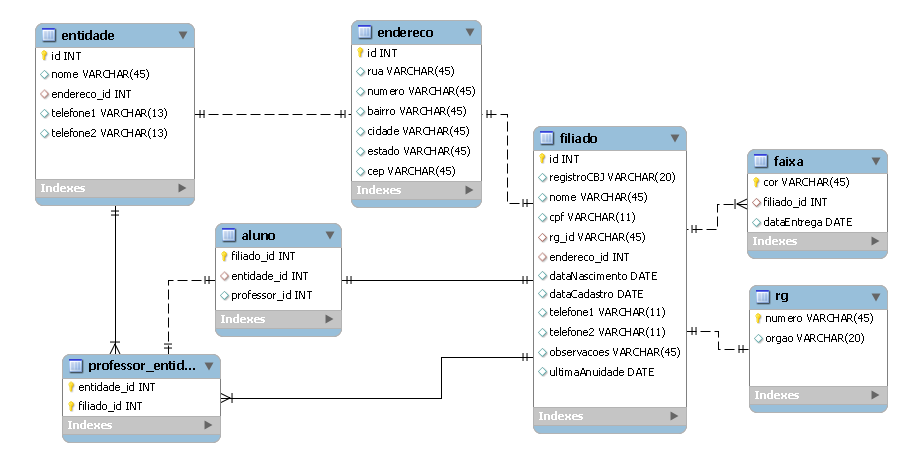 entidade
id INT
nome VARCHAR(45)
endereco_id INT
telefone1 VARCHAR(13)
telefone2 VARCHAR(13)
Indexes
endereco
id INT
rua VARCHAR(45)
numero VARCHAR(45)
bairro VARCHAR(45)
cidade VARCHAR(45)
estado VARCHAR(45)
cep VARCHAR(45)
Indexes
filiado
id INT
registroCBJ VARCHAR(20)
nome VARCHAR(45)
cpf VARCHAR(11)
rg_id VARCHAR(45)
endereco_id INT
dataNascimento DATE
dataCadastro DATE
telefone1 VARCHAR(11)
telefone2 VARCHAR(11)
observacoes VARCHAR(45)
ultimaAnuidade DATE
Indexes
faixa
cor VARCHAR(45)
filiado_id INT
dataEntrega DATE
Indexes
aluno
filiado_id INT
entidade_id INT
professor_id INT
Indexes
rg
numero VARCHAR(45)
orgao VARCHAR(20)
Indexes
professor_entid...
entidade_id INT
filiado_id INT
Indexes